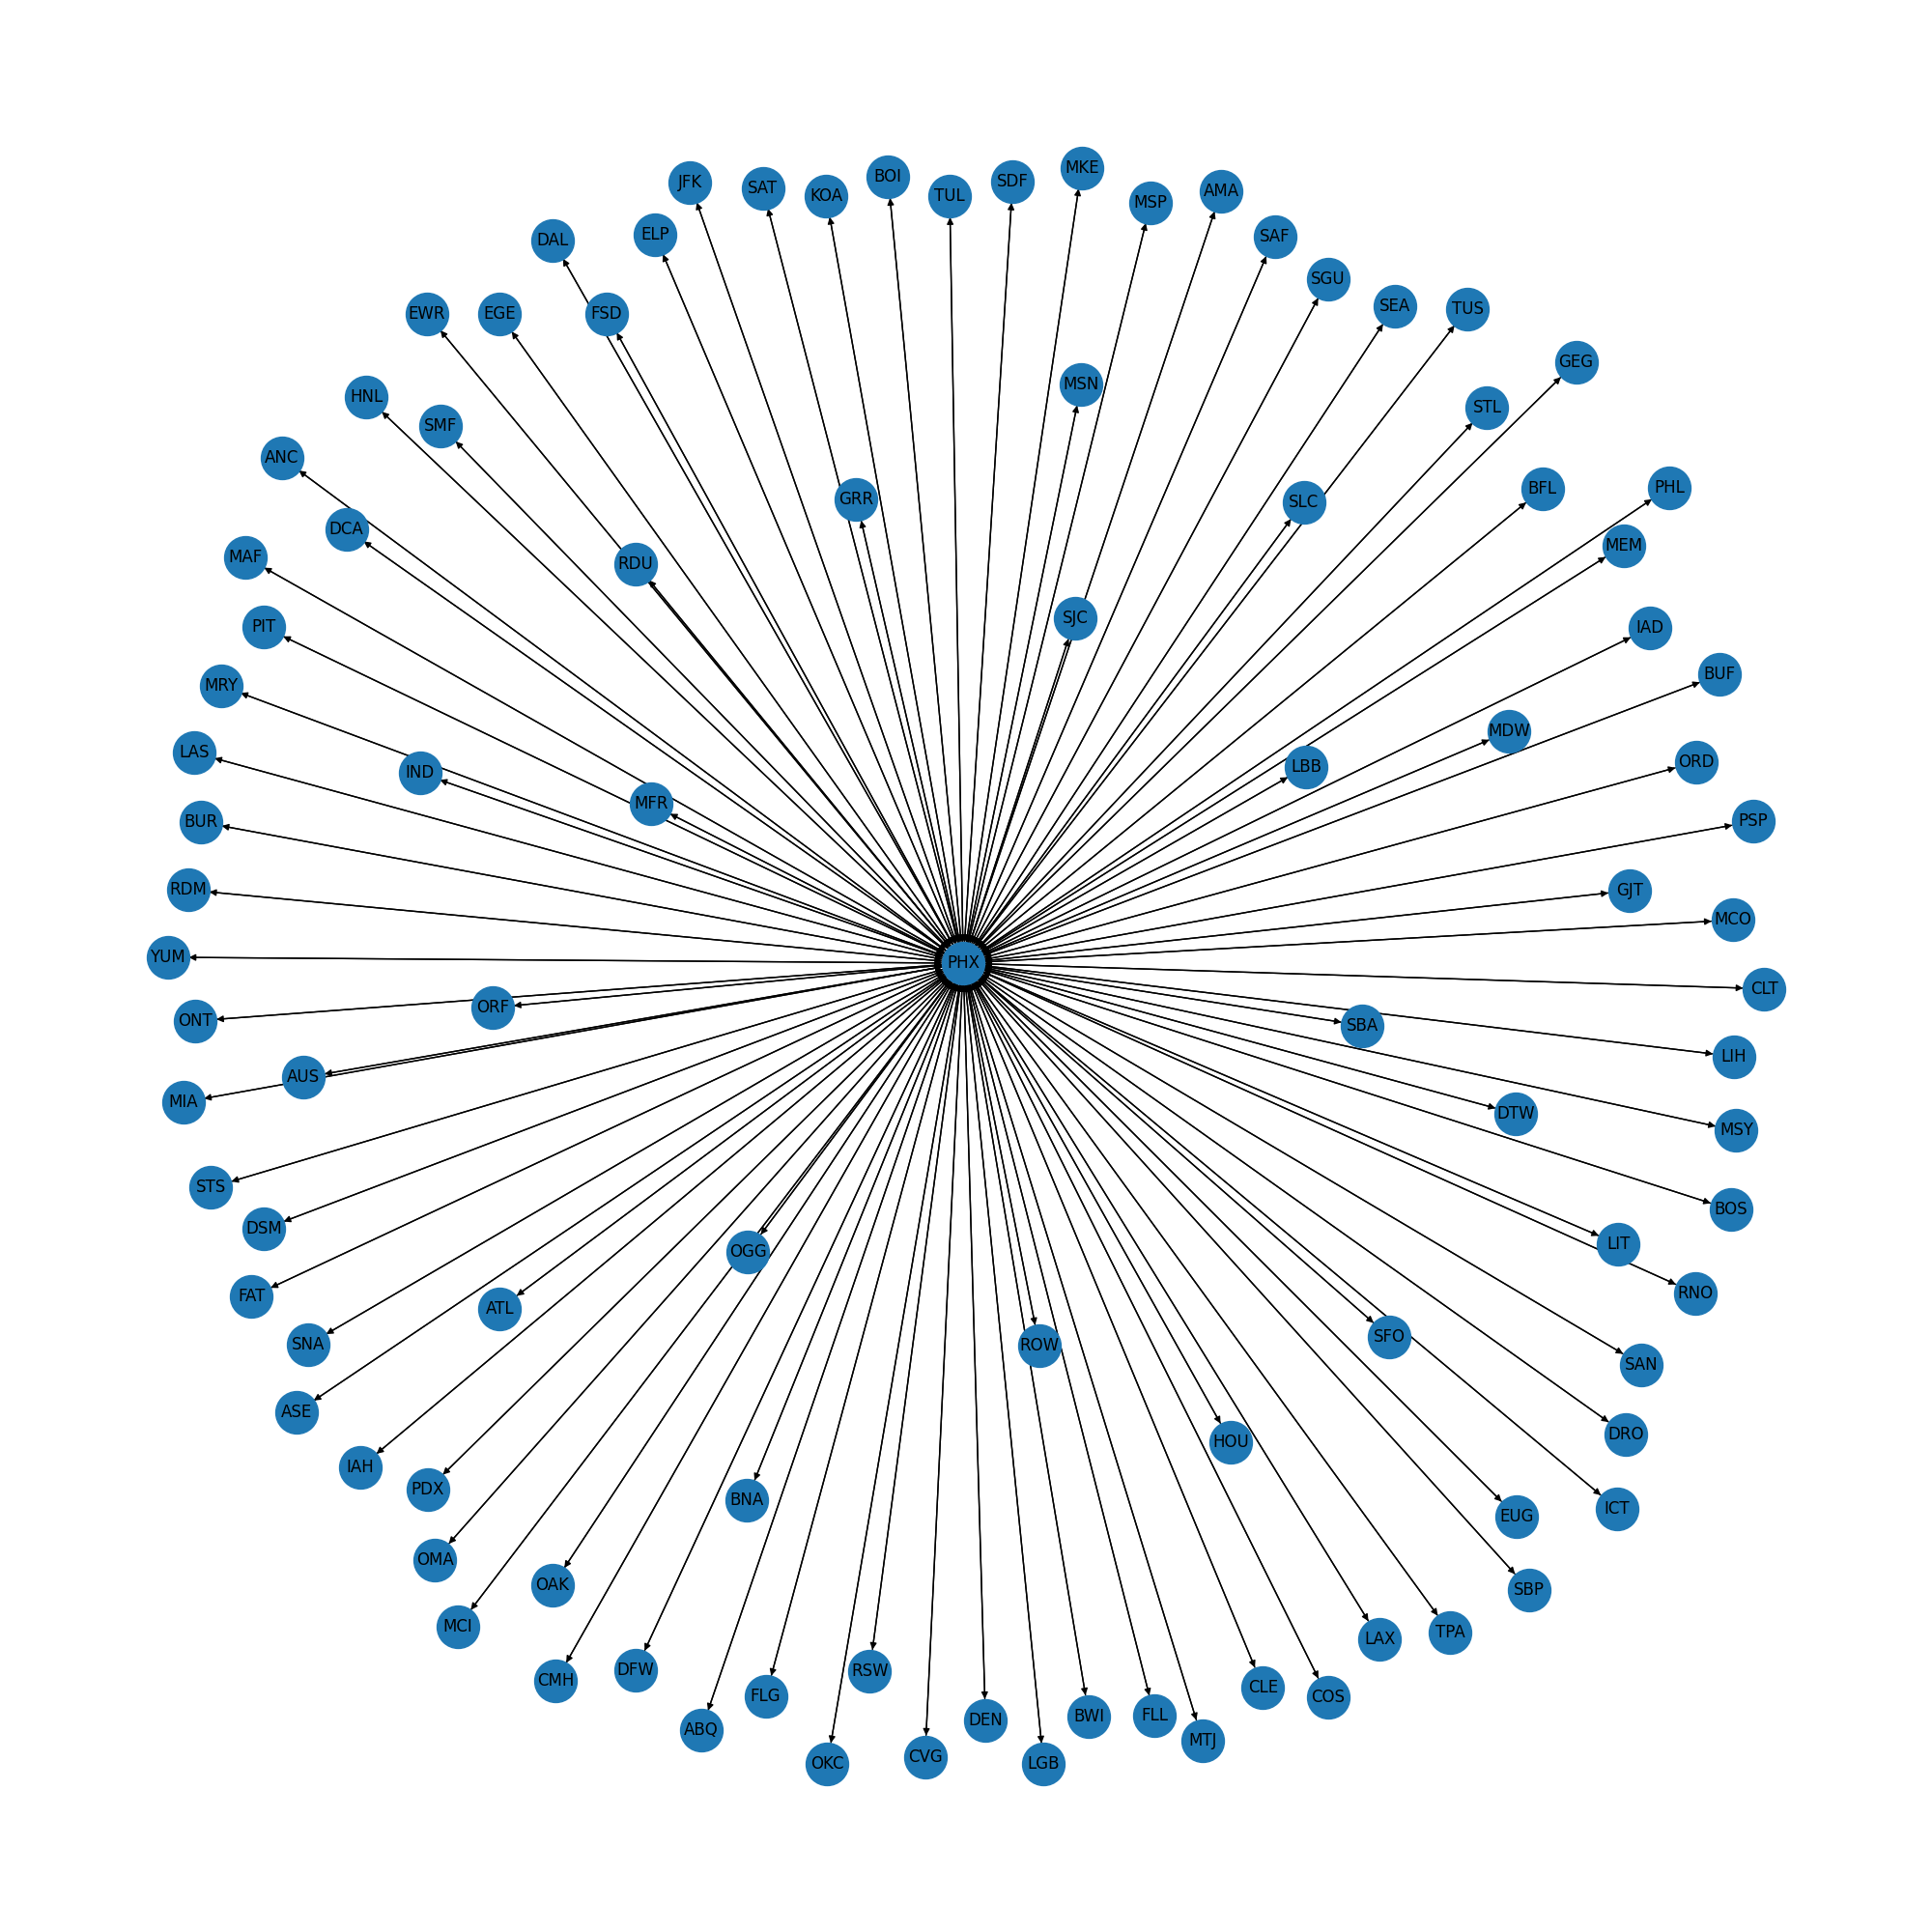 MKE
BOI
SDF
JFK
SAT
AMA
KOA
TUL
MSP
ELP
SAF
DAL
SGU
SEA
TUS
EWR
EGE
FSD
GEG
MSN
HNL
STL
SMF
ANC
PHL
BFL
GRR
SLC
DCA
MEM
MAF
RDU
SJC
PIT
IAD
BUF
MRY
MDW
LAS
ORD
LBB
IND
MFR
BUR
PSP
RDM
GJT
MCO
YUM
PHX
CLT
ORF
ONT
SBA
LIH
AUS
MIA
DTW
MSY
STS
BOS
DSM
LIT
OGG
RNO
FAT
ATL
SFO
SNA
ROW
SAN
ASE
DRO
HOU
IAH
PDX
BNA
ICT
EUG
OMA
OAK
SBP
MCI
TPA
LAX
DFW
RSW
CMH
CLE
FLG
COS
FLL
BWI
DEN
ABQ
MTJ
CVG
OKC
LGB